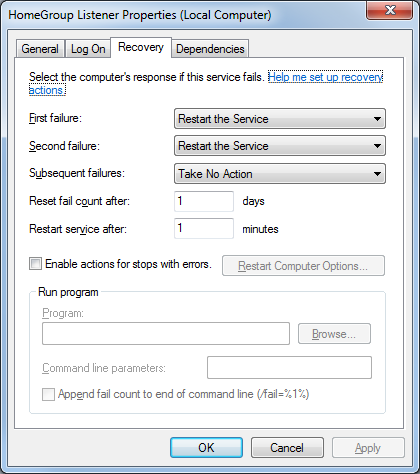 HomeGroup Listener Properties (Local Computer)
General Log On Recovery Dependencies
Select the computer's response if this service fails. Help me set up recovery
actions.
First failure: Restart the Service
Second failure: Restart the Service
Subsequent failures: Take No Action
Reset fail count after: 1 days
Restart service after: 1 minutes
Enable actions for stops with errors. Restart Computer Options...
Run program
Program:
Browse...
Command line parameters:
Append fail count to end of command line (/fail=%1%)
OK Cancel Apply